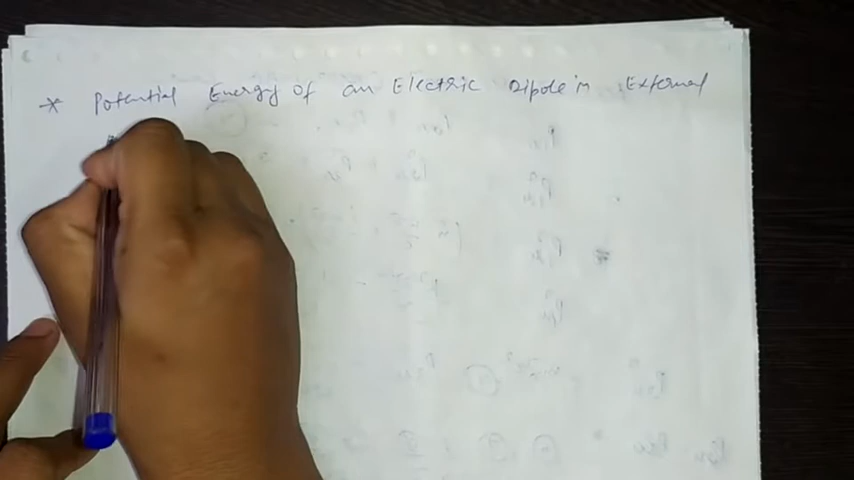 * Potential Energy of an Electric Dipole in External